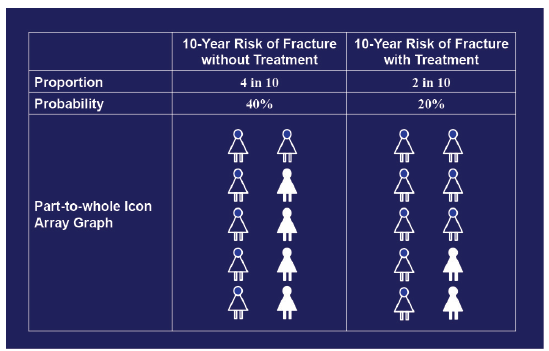 10-Year Risk of Fracture
without Treatment
10-Year Risk of Fracture
with Treatment
Proportion
4 in 10
2 in 10
Probability
40%
20%
Part-to-whole Icon
Array Graph